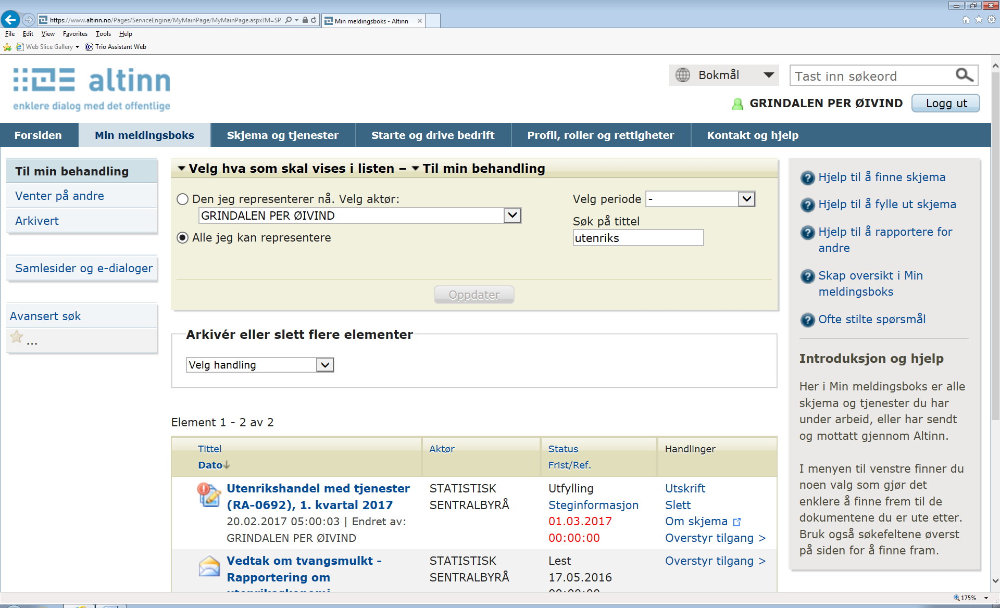 https://www.altinn.no/Pages/ServiceEngine/MyMainPage/MyMainPage.aspx?M=SP
Min meldingsboks - Altinn
File Edit View Favorites Tools Help
Web Slice Gallery Trio Assistant Web
altinn
enklere dialog med det offentlige
Bokmål
Tast inn søkeord
GRINDALEN PER ØIVIND
Logg ut
Forsiden
Min meldingsboks
Skjema og tjenester
Starte og drive bedrift
Profil, roller og rettigheter
Kontakt og hjelp
Til min behandling
Venter på andre
Arkivert
Samlesider og e-dialoger
Avansert søk
...
Velg hva som skal vises i listen – Til min behandling
Den jeg representerer nå. Velg aktør:
GRINDALEN PER ØIVIND
Alle jeg kan representere
Velg periode -
Søk på tittel
utenriks
Oppdater
Arkivér eller slett flere elementer
Velg handling
Element 1 - 2 av 2
Tittel
Dato
Aktør
Status
Frist/Ref.
Handlinger
Utenrikshandel med tjenester
(RA-0692), 1. kvartal 2017
20.02.2017 05:00:03 | Endret av:
GRINDALEN PER ØIVIND
STATISTISK
SENTRALBYRÅ
Utfylling
Steginformasjon
01.03.2017
00:00:00
Utskrift
Slett
Om skjema
Overstyr tilgang >
Vedtak om tvangsmulkt -
Rapportering om
STATISTISK
SENTRALBYRÅ
Lest
17.05.2016
Overstyr tilgang >
Hjelp til å finne skjema
Hjelp til å fylle ut skjema
Hjelp til å rapportere for
andre
Skap oversikt i Min
meldingsboks
Ofte stilte spørsmål
Introduksjon og hjelp
Her i Min meldingsboks er alle
skjema og tjenester du har
under arbeid, eller har sendt
og mottatt gjennom Altinn.
I menyen til venstre finner du
noen valg som gjør det
enklere å finne frem til de
dokumentene du er ute etter.
Bruk også søkefeltene øverst
på siden for å finne fram.
175%